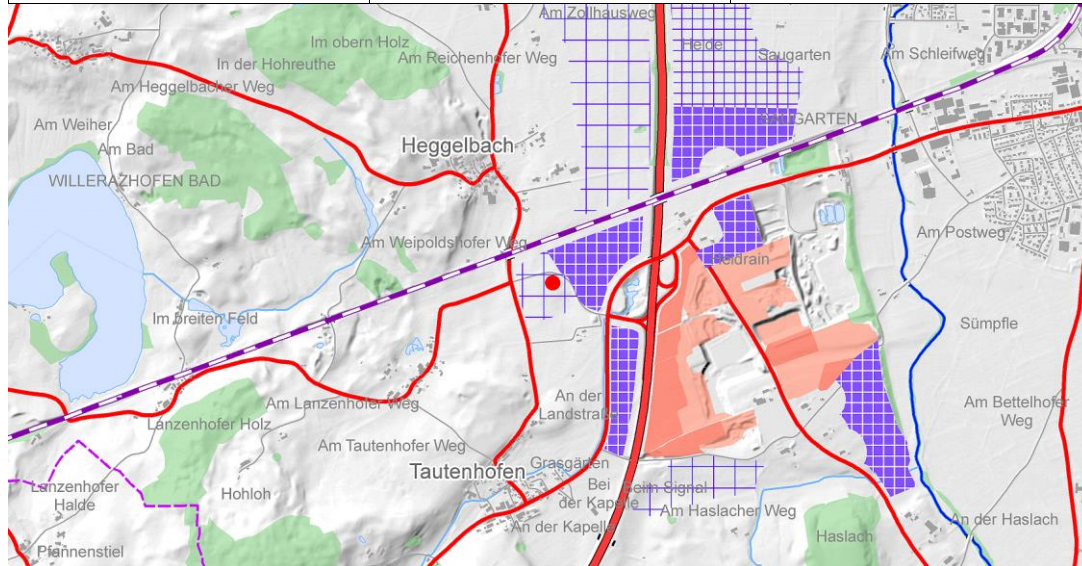 Am Zollhausweg
Im obern Holz
Heide
In der Hohreuthe
Am Reichenhofer Weg
Saugarten
Am Schleifweg
Am Heggelbacher Weg
Am Weiher
Heggelbach
Am Bad
WILLERAZHOFEN BAD
Am Weipoldshofer Weg
Am Postweg
Heidrain
Im breiten Feld
Sümpfle
An der
Landstraße
Am Lanzenhofer Weg
Am Bettelhofer
Weg
Lanzenhofer Holz
Am Tautenhofer Weg
Grasgärten
Tautenhofen
Bei
der Kapelle
Beim Signal
Lanzenhofer
Halde
Hohloh
Am Haslacher Weg
An der Kapelle
An der Haslach
Haslach
Pfannenstiel